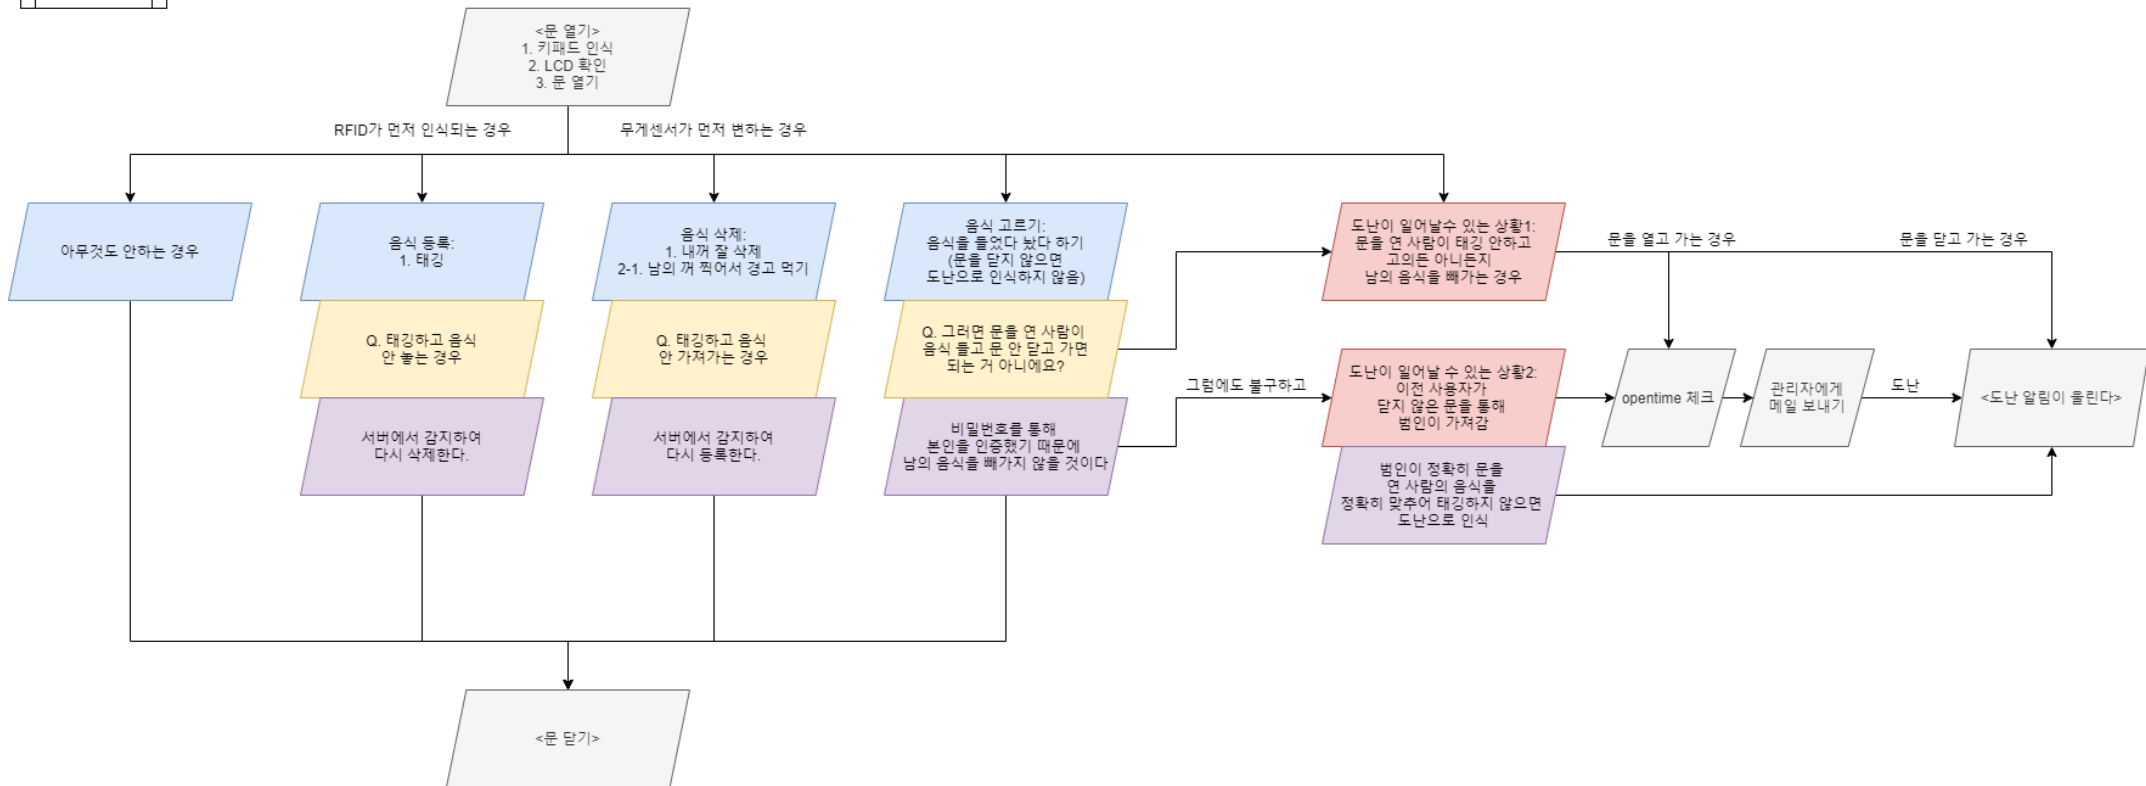 <문 열기>
1. 키패드 인식
2. LCD 확인
3. 문 열기
RFID가 먼저 인식되는 경우
무게센서가 먼저 변하는 경우
아무것도 안하는 경우
음식 등록:
1. 태깅
음식 삭제:
1. 내꺼 잘 삭제
2-1. 남의 꺼 찍어서 경고 먹기
음식 고르기:
음식을 들었다 놨다 하기
(문을 닫지 않으면
도난으로 인식하지 않음)
도난이 일어날수 있는 상황1:
문을 연 사람이 태깅 안하고
고의든 아니든지
남의 음식을 빼가는 경우
문을 열고 가는 경우
문을 닫고 가는 경우
Q. 태깅하고 음식
안 놓는 경우
Q. 태깅하고 음식
안 가져가는 경우
Q. 그러면 문을 연 사람이
음식 들고 문 안 닫고 가면
되는 거 아니에요?
그럼에도 불구하고
도난이 일어날 수 있는 상황2:
이전 사용자가
닫지 않은 문을 통해
범인이 가져감
opentime 체크
관리자에게
메일 보내기
도난
<도난 알림이 울린다>
서버에서 감지하여
다시 삭제한다.
서버에서 감지하여
다시 등록한다.
비밀번호를 통해
본인을 인증했기 때문에
남의 음식을 빼가지 않을 것이다
범인이 정확히 문을
연 사람의 음식을
정확히 맞추어 태깅하지 않으면
도난으로 인식
<문 닫기>